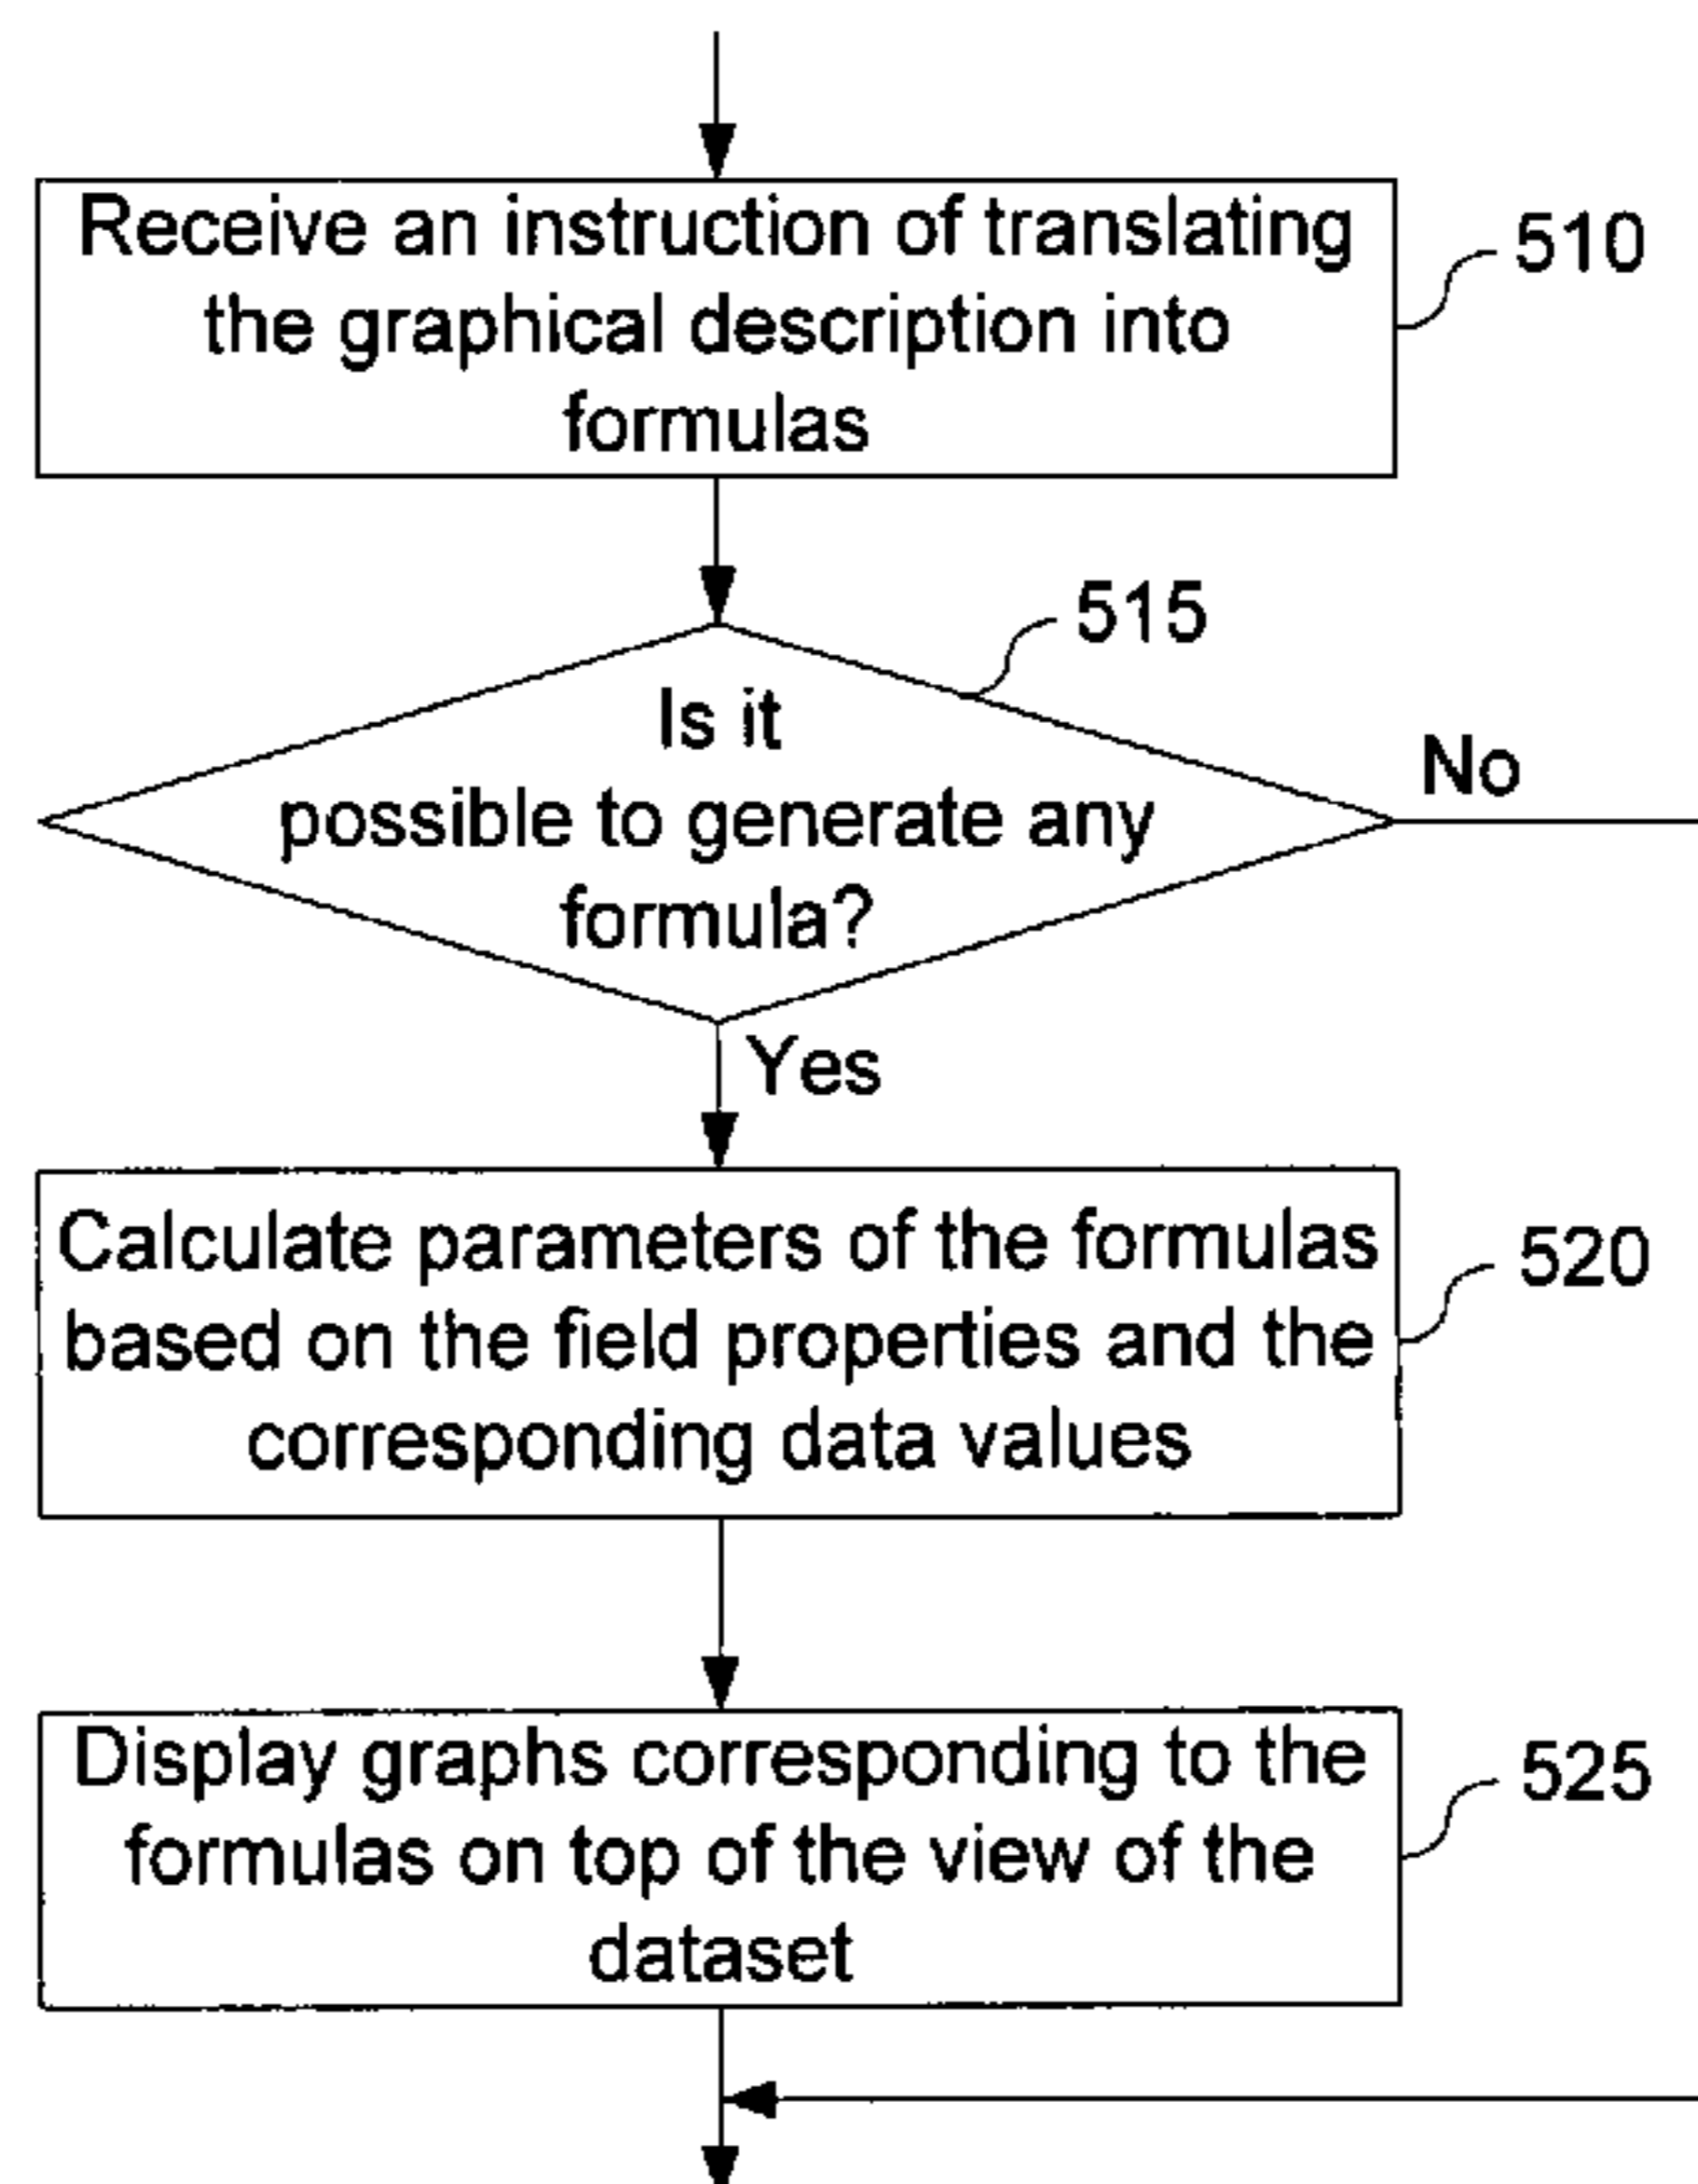 Receive an instruction of translating
the graphical description into
formulas
510
515
Is it
possible to generate any
formula?
No
Yes
Calculate parameters of the formulas
based on the field properties and the
corresponding data values
520
Display graphs corresponding to the
formulas on top of the view of the
dataset
525